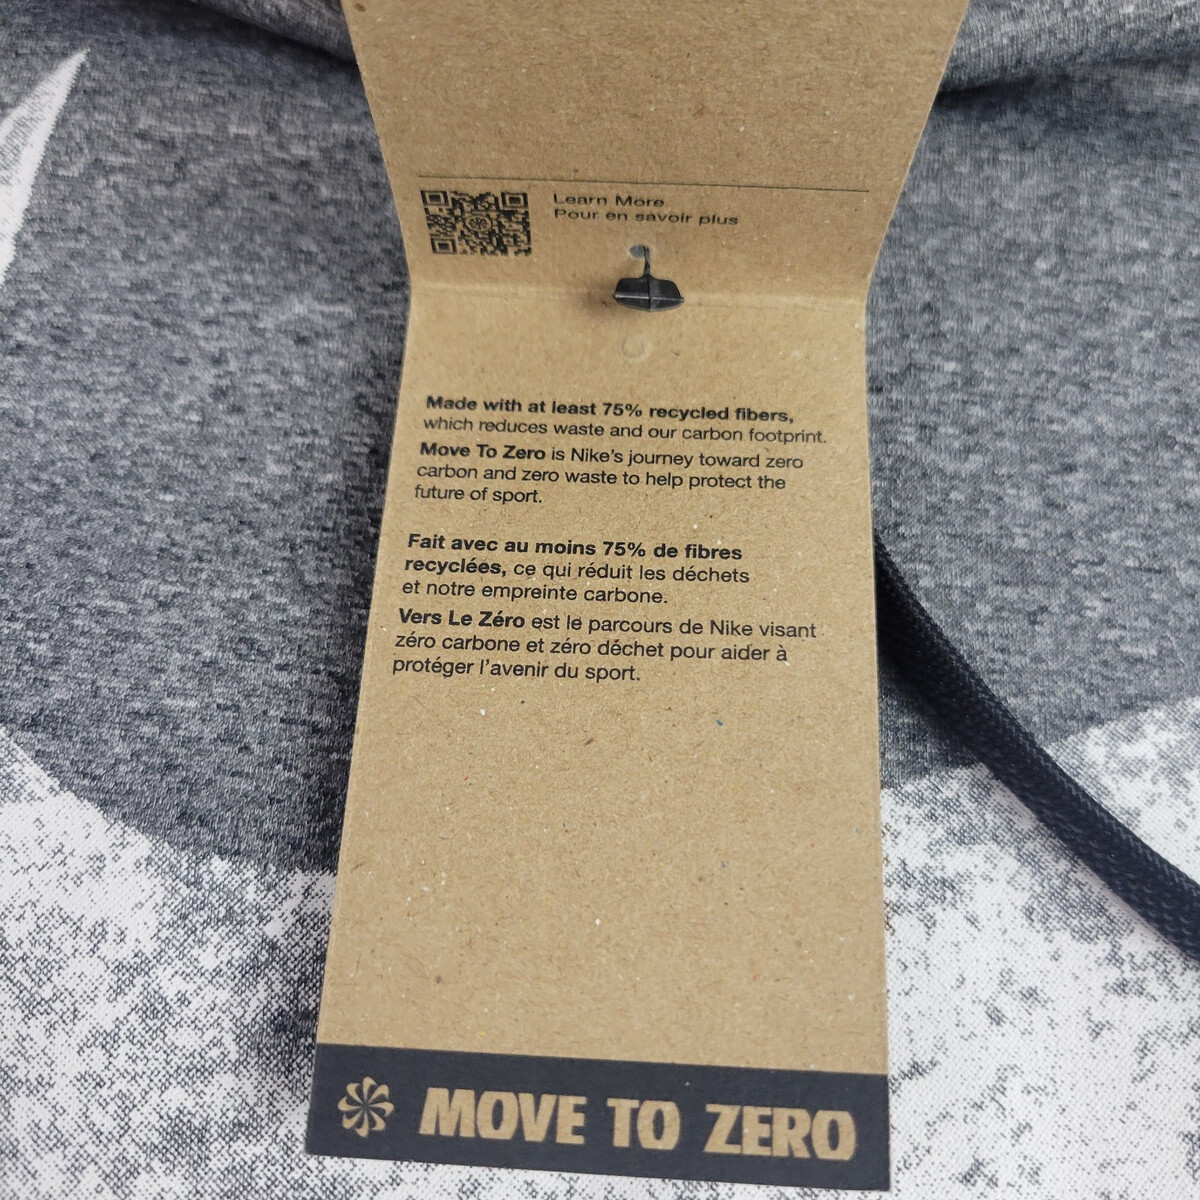 Learn More
Pour en savoir plus
Made with at least 75% recycled fibers,
which reduces waste and our carbon footprint.
Move To Zero is Nike's journey toward zero
carbon and zero waste to help protect the
future of sport.
Fait avec au moins 75% de fibres
recyclées, ce qui réduit les déchets
et notre empreinte carbone.
Vers Le Zéro est le parcours de Nike visant
zéro carbone et zéro déchet pour aider à
protéger l'avenir du sport.
MOVE TO ZERO